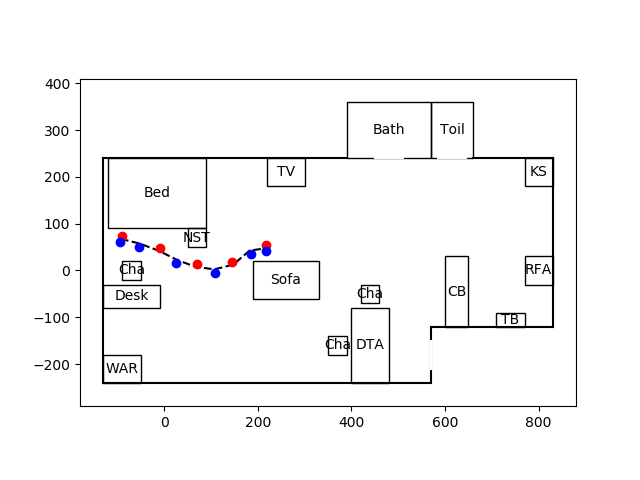 400
300
200
100
0
−100
−200
0
200
400
600
800
Bath
Toil
TV
KS
Bed
NST
Cha
Sofa
RFA
Desk
Cha
CB
TB
Cha
DTA
WAR